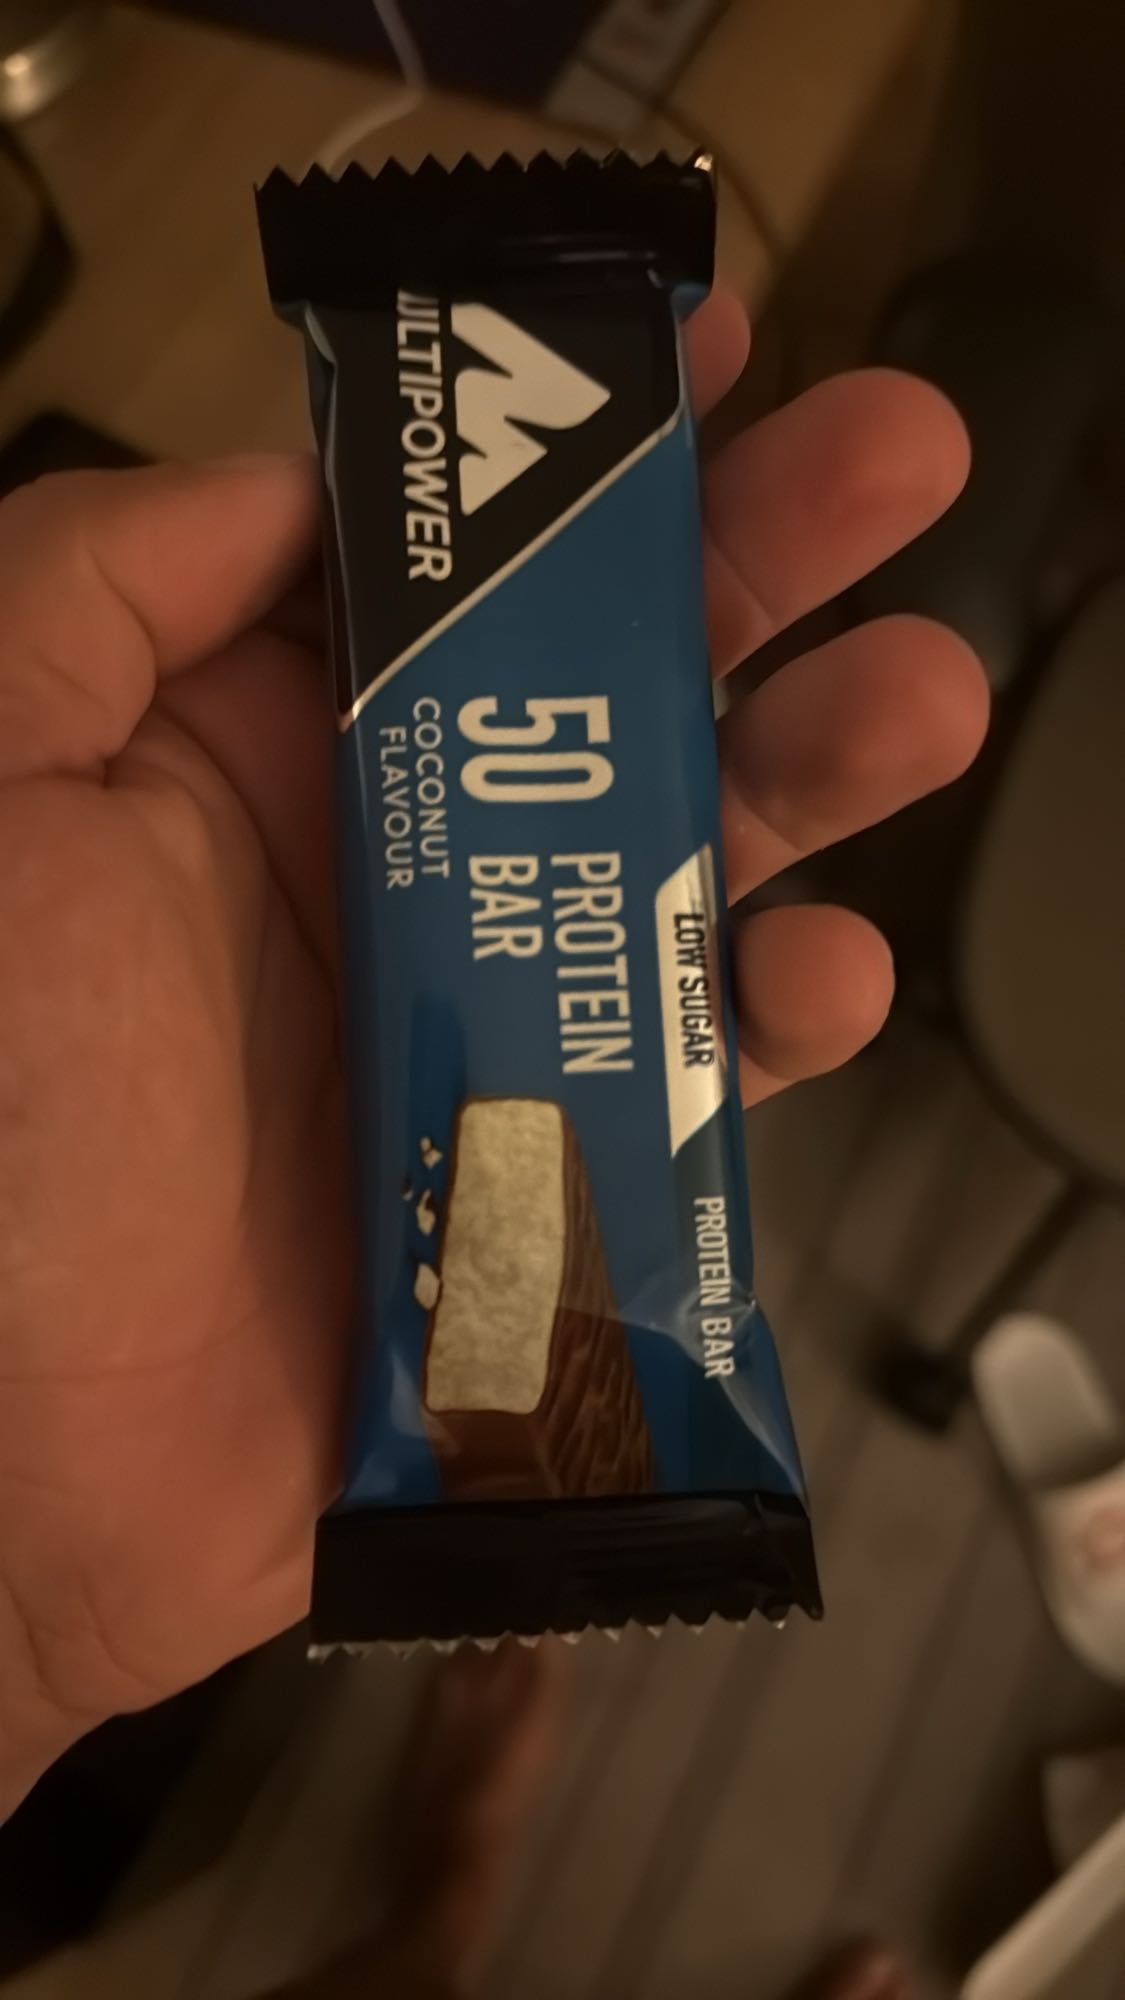 ULTIPOWER
50 PROTEIN
BAR
COCONUT
FLAVOUR
LOW SUGAR
PROTEIN BAR